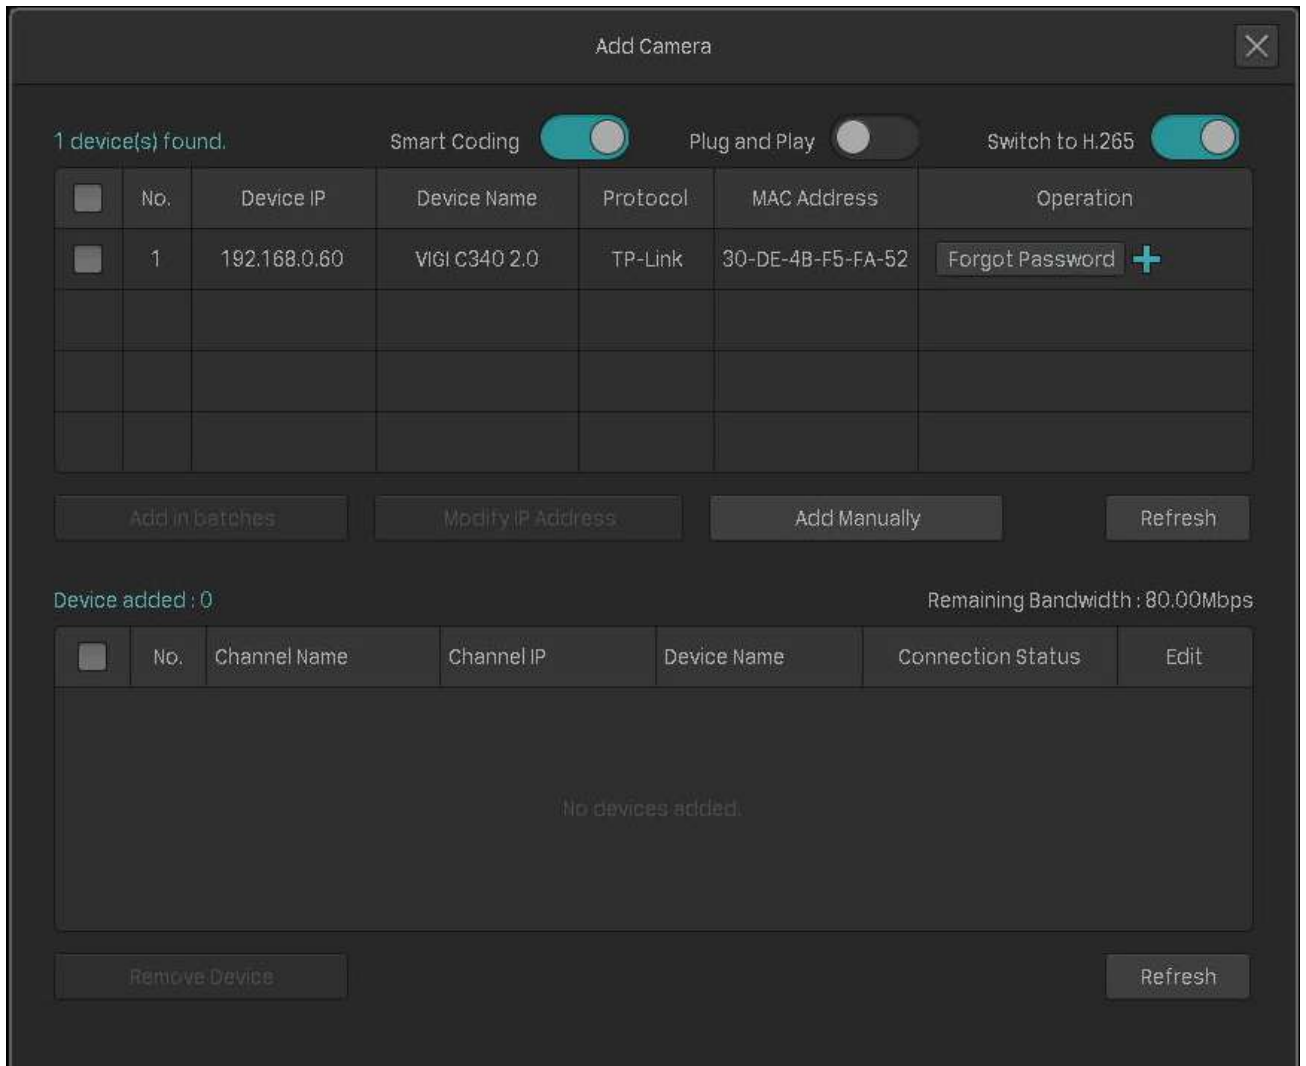 Add Camera
1 device(s) found. Smart Coding Plug and Play Switch to H.265
No. Device IP Device Name Protocol MAC Address Operation
1 192.168.0.60 VIGI C340 2.0 TP-Link 30-DE-4B-F5-FA-52 Forgot Password
Add in batches Modify IP Address Add Manually Refresh
Device added : 0 Remaining Bandwidth : 80.00Mbps
No. Channel Name Channel IP Device Name Connection Status Edit
No devices added.
Remove Device Refresh